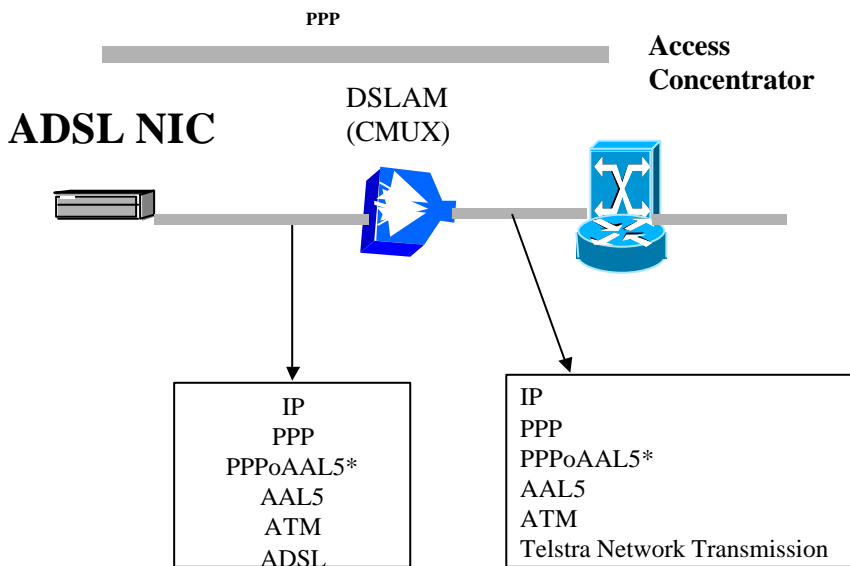 PPP
Access
Concentrator
DSLAM
(CMUX)
ADSL NIC
IP
PPP
PPPoAAL5*
AAL5
ATM
ADSL
IP
PPP
PPPoAAL5*
AAL5
ATM
Telstra Network Transmission